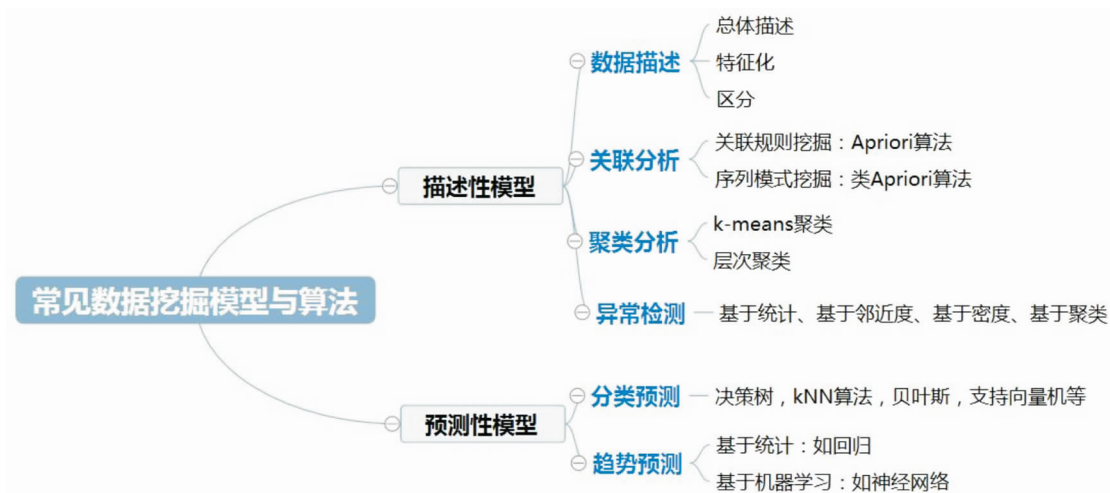 常见数据挖掘模型与算法
描述性模型
数据描述
总体描述
特征化
区分
关联分析
关联规则挖掘：Apriori算法
序列模式挖掘：类Apriori算法
聚类分析
k-means聚类
层次聚类
异常检测
基于统计、基于邻近度、基于密度、基于聚类
预测性模型
分类预测
决策树，kNN算法，贝叶斯，支持向量机等
趋势预测
基于统计：如回归
基于机器学习：如神经网络